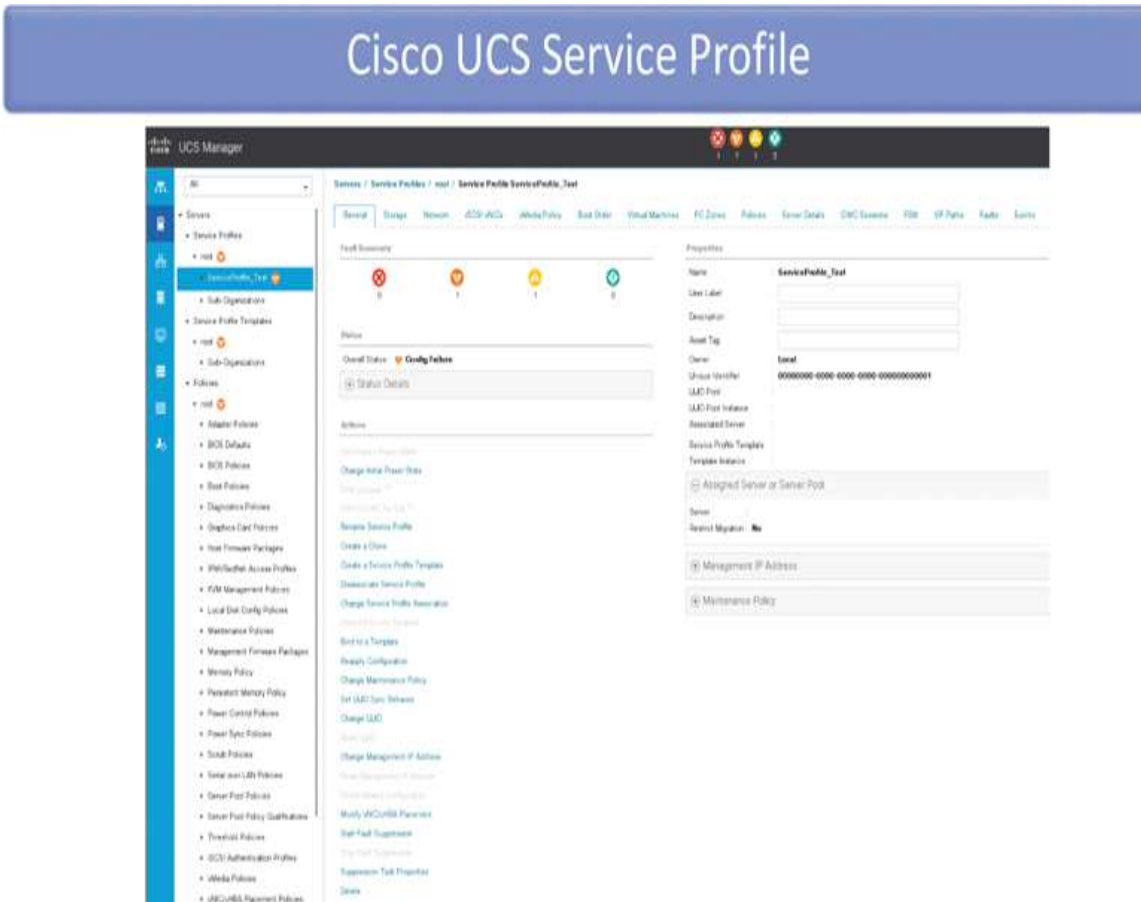 Cisco UCS Service Profile
UCS Manager
1 1 1 3
All
Servers / Service Profiles / root / Service Profile ServiceProfile_Test
Servers
Service Profiles
root
ServiceProfile_Test
Sub-Organizations
Service Profile Templates
root
Sub-Organizations
Policies
root
Adapter Policies
BIOS Defaults
BIOS Policies
Boot Policies
Diagnostics Policies
Graphics Card Policies
Host Firmware Packages
IPMI/Redfish Access Profiles
KVM Management Policies
Local Disk Config Policies
Maintenance Policies
Management Firmware Packages
Memory Policy
Persistent Memory Policy
Power Control Policies
Power Sync Policies
Scrub Policies
Serial over LAN Policies
Server Pool Policies
Server Pool Policy Qualifications
Threshold Policies
iSCSI Authentication Profiles
vMedia Policies
vNIC/vHBA Placement Policies
General Storage Network iSCSI vNICs vMedia Policy Boot Order Virtual Machines FC Zones Policies Server Details CIMC Sessions FSM VIF Paths Faults Events
Fault Summary
0 1 1 0
Status
Overall Status : Config Failure
Status Details
Actions
Change Initial Power State
Rename Service Profile
Create a Clone
Create a Service Profile Template
Disassociate Service Profile
Change Service Profile Association
Bind to a Template
Reapply Configuration
Change Maintenance Policy
Set UUID Sync Behavior
Change UUID
Change Management IP Address
Modify vNIC/vHBA Placement
Start Fault Suppression
Suppression Task Properties
Delete
Properties
Name : ServiceProfile_Test
User Label :
Description :
Asset Tag :
Owner : Local
Unique Identifier : 00000000-0000-0000-0000-000000000001
UUID Pool :
UUID Pool Instance :
Associated Server :
Service Profile Template :
Template Instance :
Assigned Server or Server Pool
Server :
Restrict Migration : No
Management IP Address
Maintenance Policy